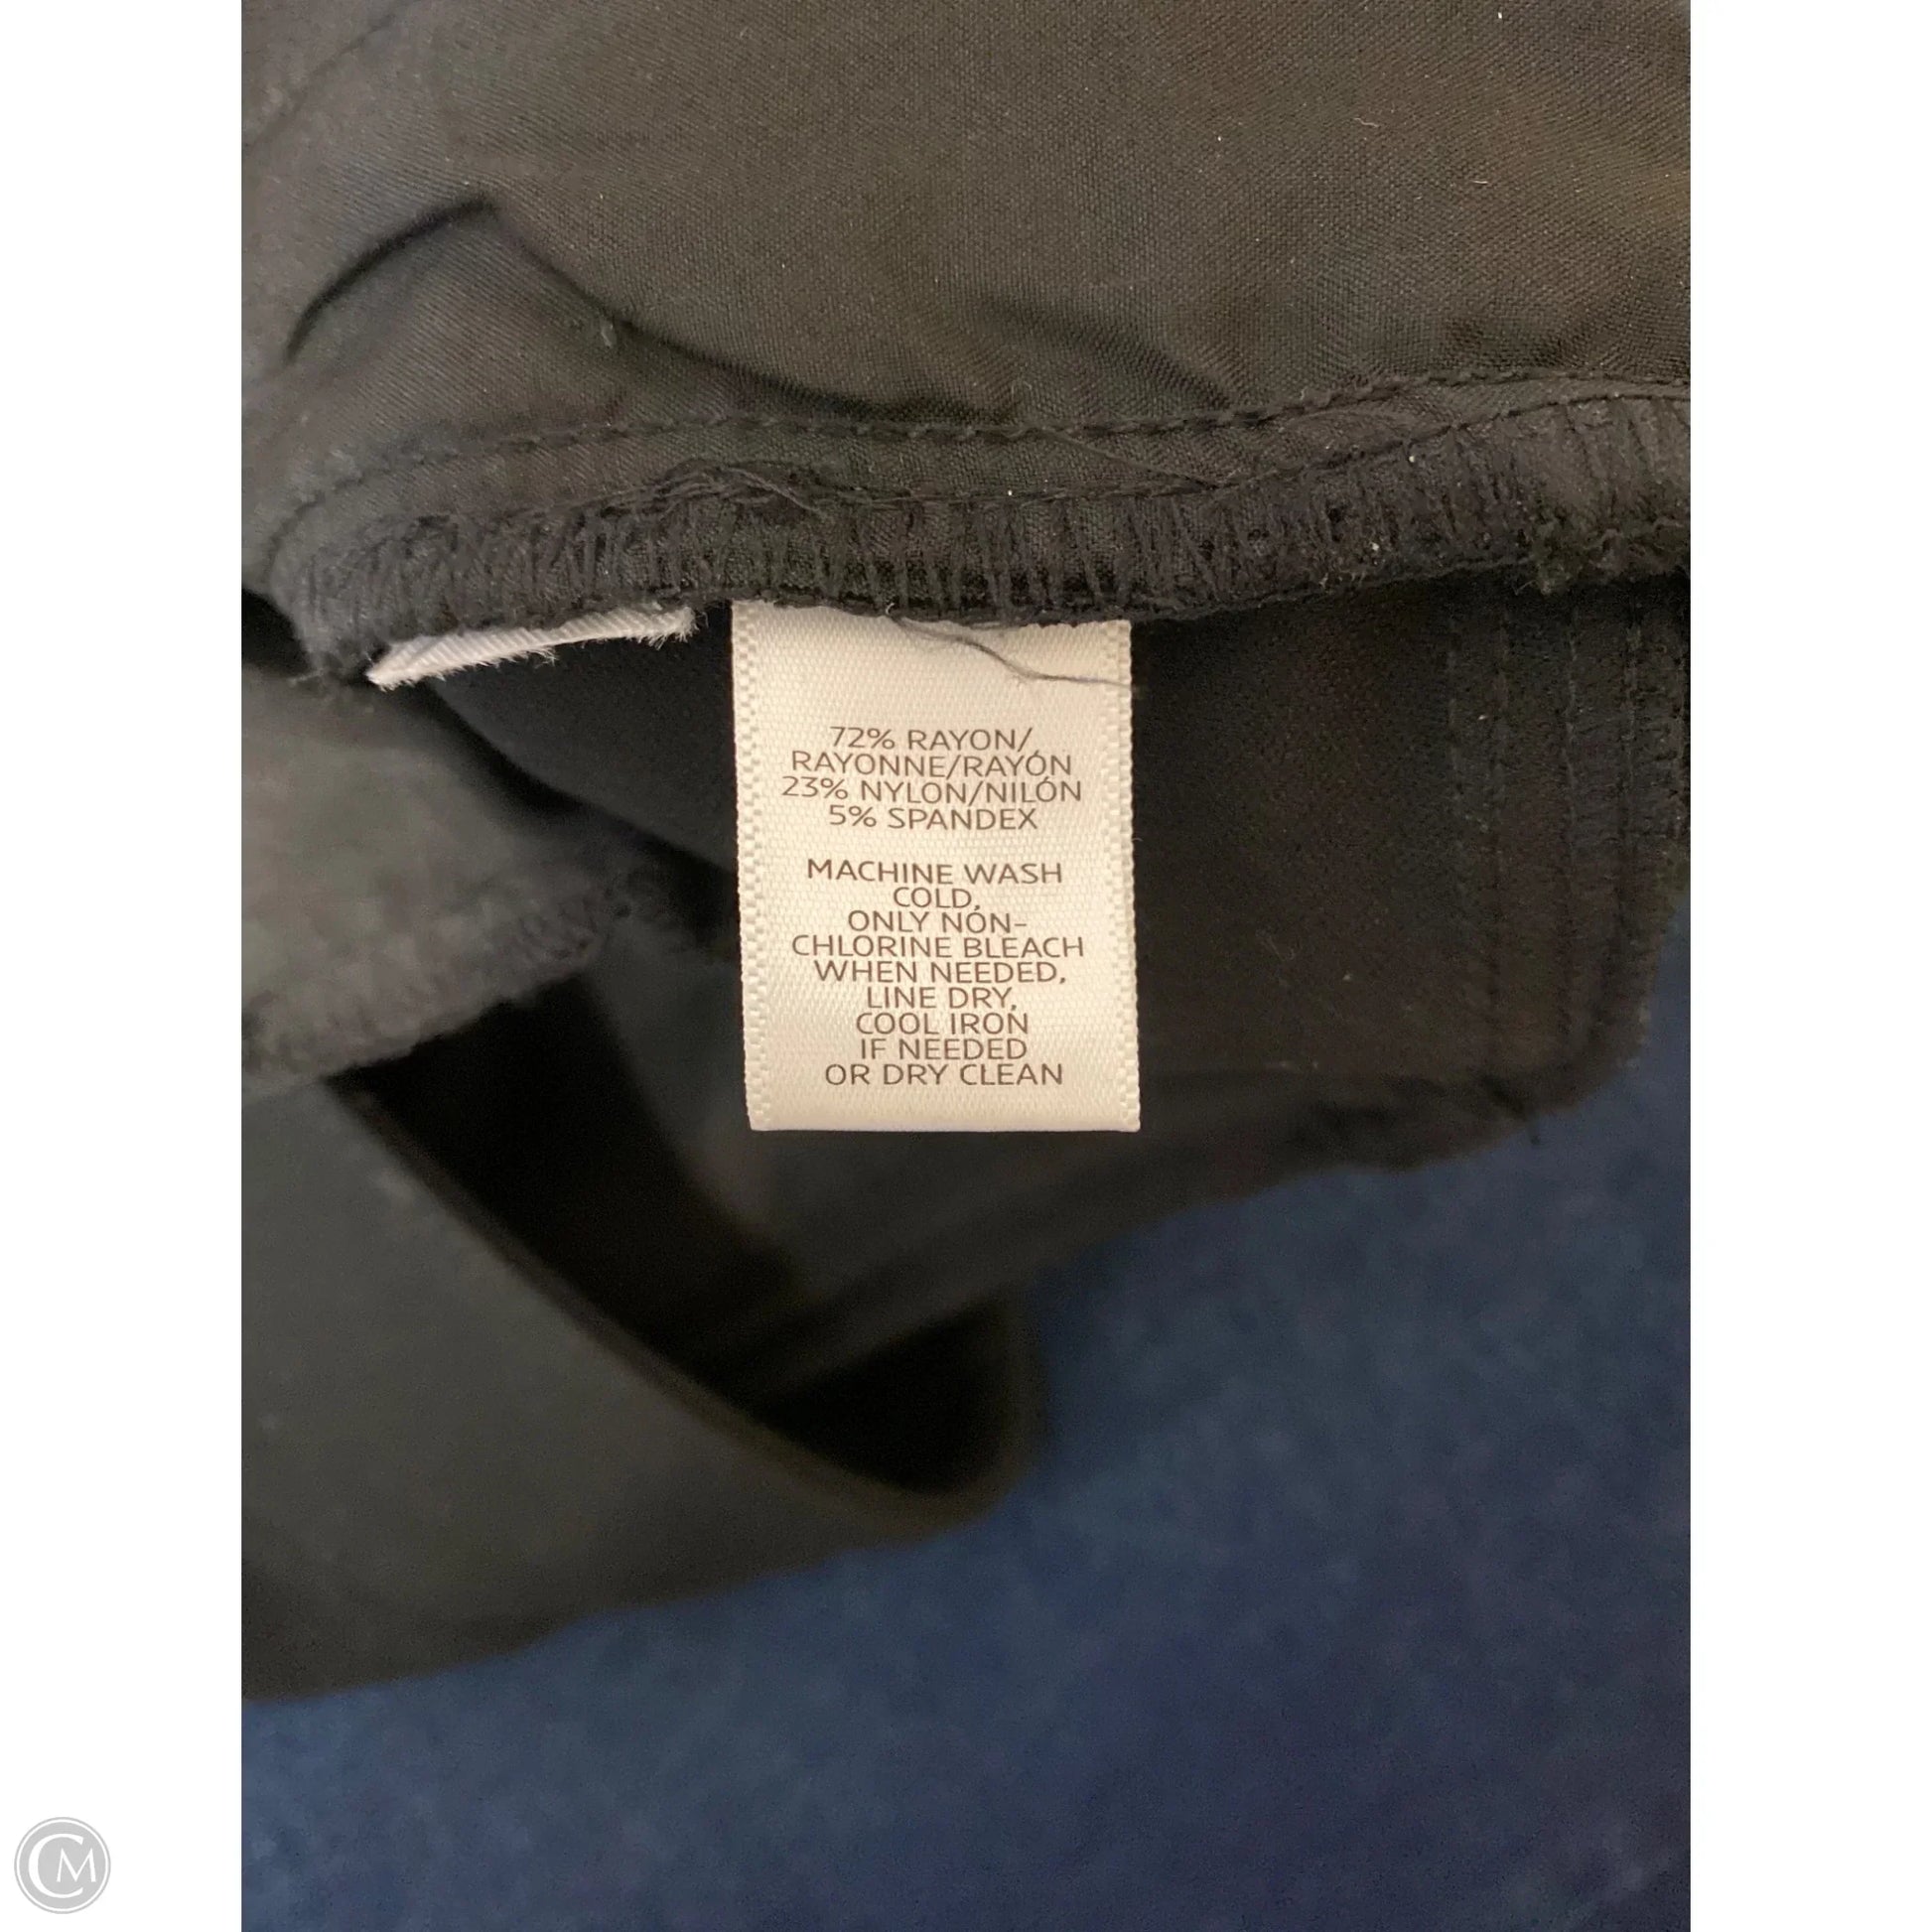 72% RAYON/
RAYONNE/RAYÓN
23% NYLON/NILÓN
5% SPANDEX
MACHINE WASH
COLD,
ONLY NON-
CHLORINE BLEACH
WHEN NEEDED,
LINE DRY,
COOL IRON
IF NEEDED
OR DRY CLEAN
CM